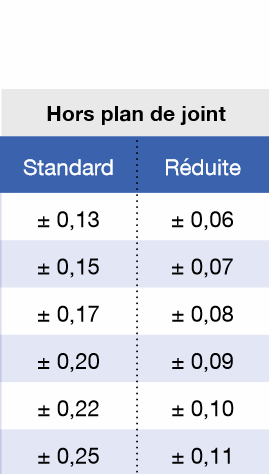 Hors plan de joint
Standard Réduite
± 0,13 ± 0,06
± 0,15 ± 0,07
± 0,17 ± 0,08
± 0,20 ± 0,09
± 0,22 ± 0,10
± 0,25 ± 0,11